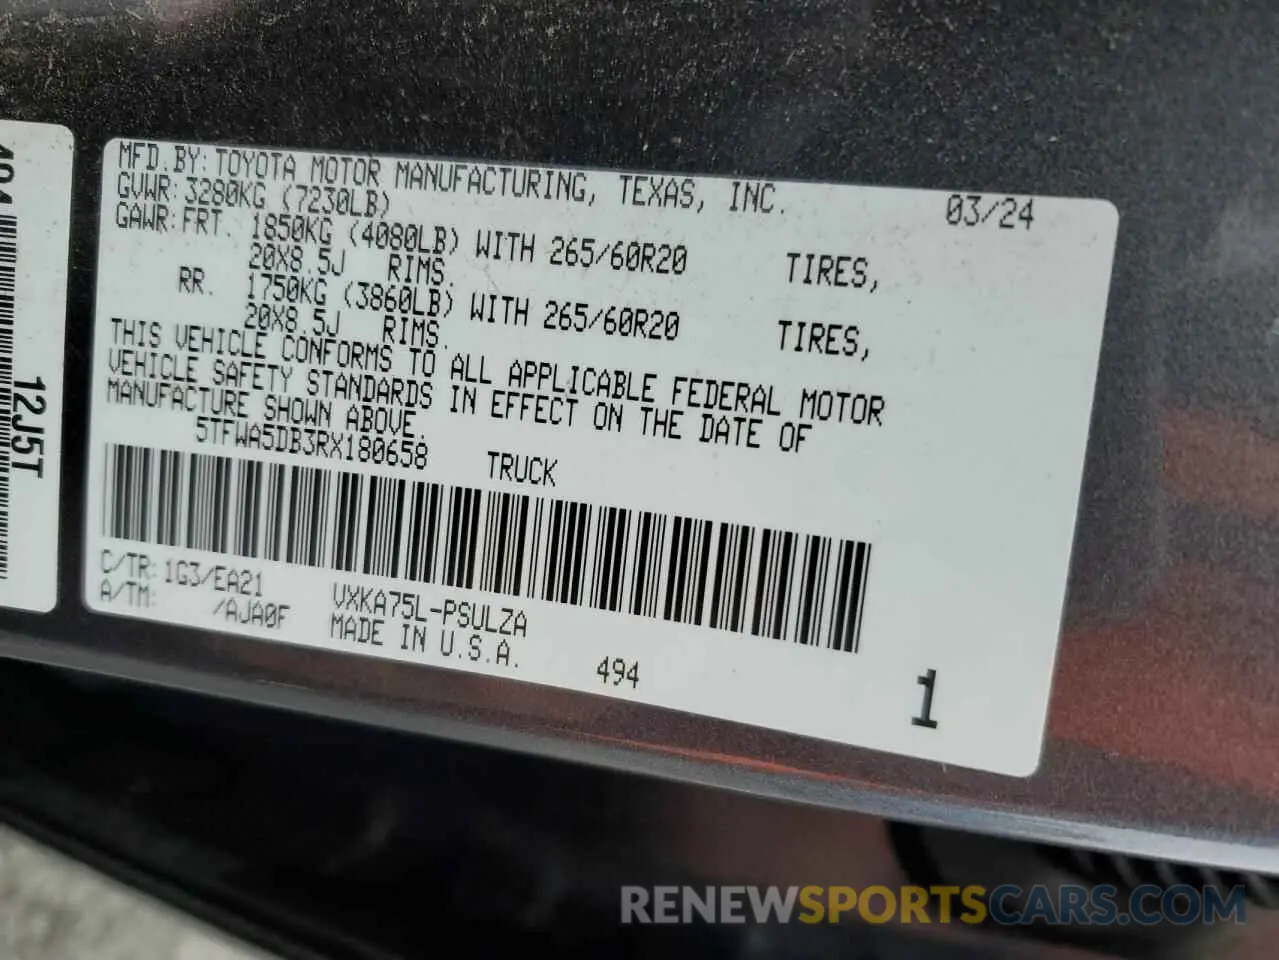 MFD.BY: TOYOTA MOTOR MANUFACTURING, TEXAS, INC. 03/24
GVWR: 3280KG (7230LB)
GAWR: FRT. 1850KG (4080LB) WITH 265/60R20 TIRES,
20X8.5J RIMS.
RR. 1750KG (3860LB) WITH 265/60R20 TIRES,
20X8.5J RIMS.
THIS VEHICLE CONFORMS TO ALL APPLICABLE FEDERAL MOTOR
VEHICLE SAFETY STANDARDS IN EFFECT ON THE DATE OF
MANUFACTURE SHOWN ABOVE.
5TFWA5DB3RX180658 TRUCK
C/TR: 1G3/EA21 VXKA75L-PSULZA
A/TM: /AJA0F MADE IN U.S.A. 494 1
12J5T
RENEWSPORTSCARS.COM